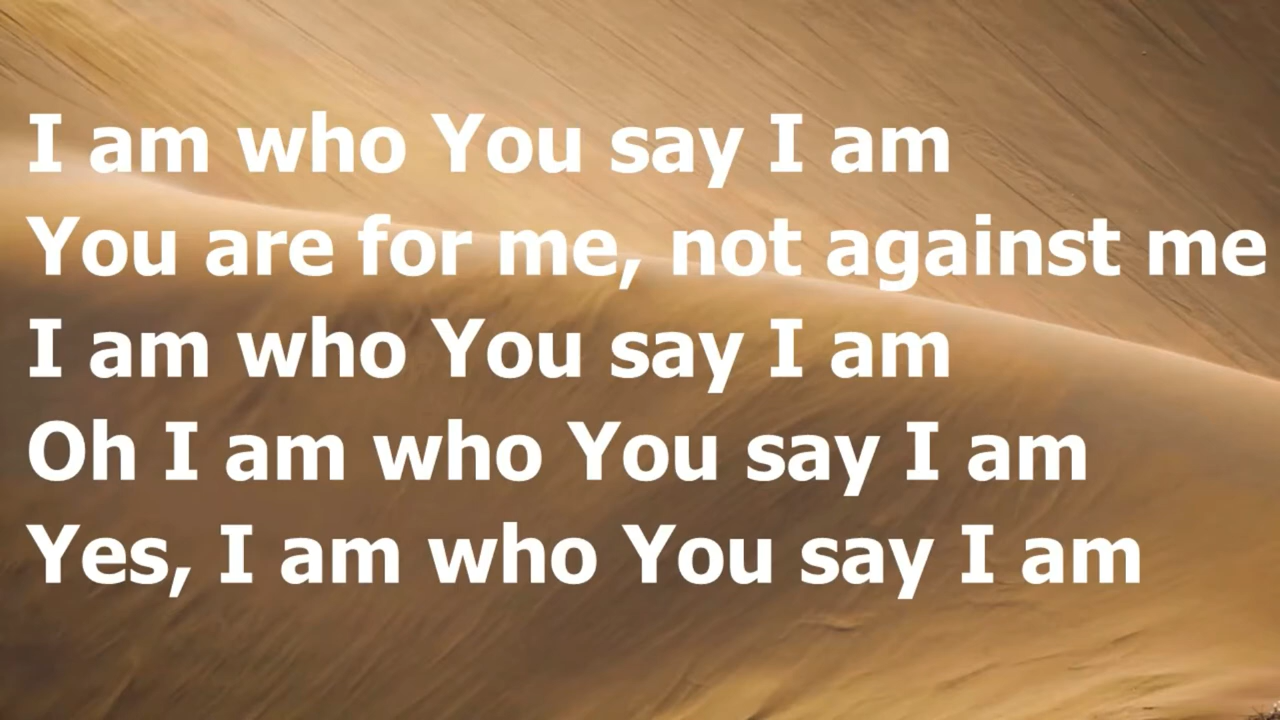 I am who You say I am
You are for me, not against me
I am who You say I am
Oh I am who You say I am
Yes, I am who You say I am